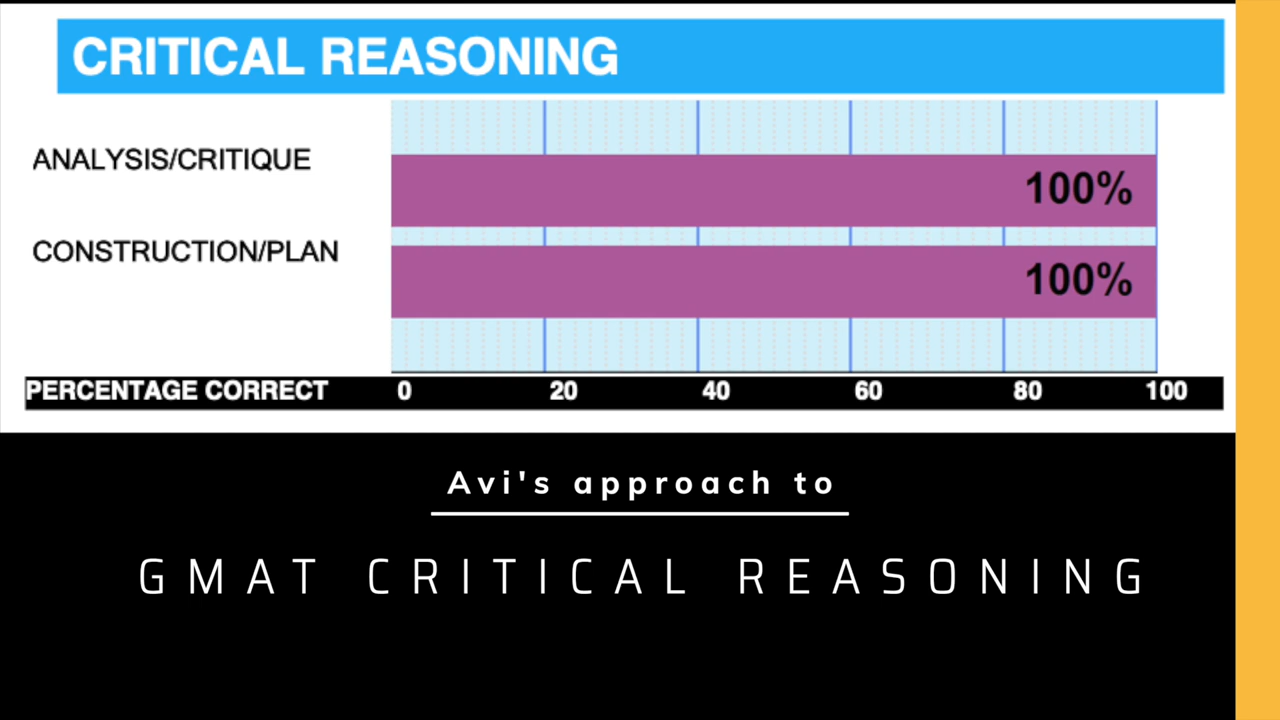 CRITICAL REASONING
ANALYSIS/CRITIQUE
100%
CONSTRUCTION/PLAN
100%
PERCENTAGE CORRECT 0 20 40 60 80 100
Avi's approach to
GMAT CRITICAL REASONING